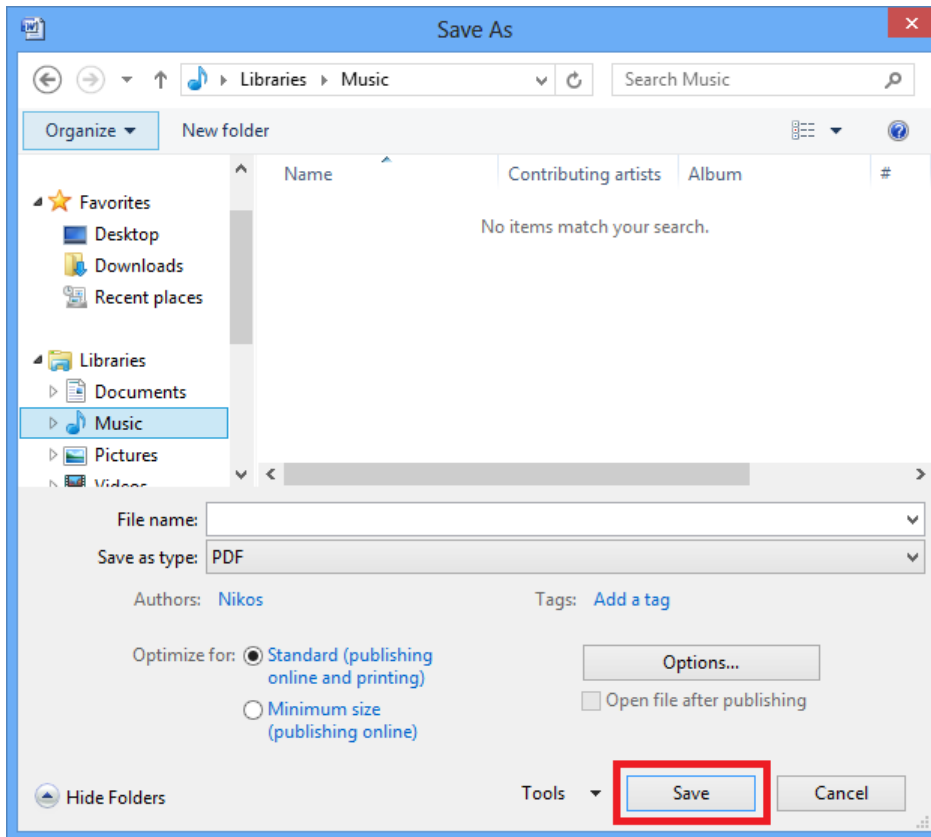 Save As
Libraries Music
Search Music
Organize New folder
Name Contributing artists Album #
No items match your search.
Favorites
Desktop
Downloads
Recent places
Libraries
Documents
Music
Pictures
Videos
File name:
Save as type: PDF
Authors: Nikos Tags: Add a tag
Optimize for: Standard (publishing
online and printing)
Minimum size
(publishing online)
Options...
Open file after publishing
Hide Folders Tools Save Cancel